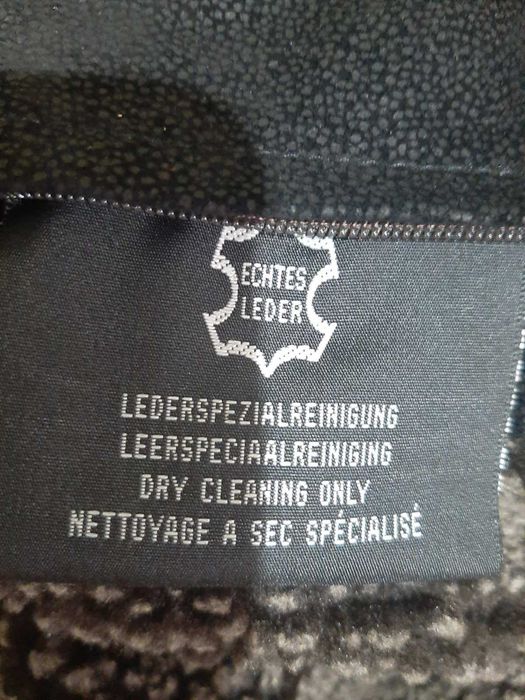 ECHTES
LEDER
LEDERSPEZIALREINIGUNG
LEERSPECIAALREINIGING
DRY CLEANING ONLY
NETTOYAGE A SEC SPÉCIALISÉ